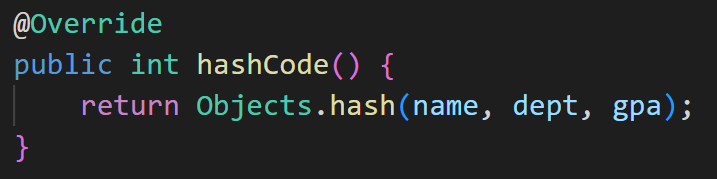 @Override
public int hashCode() {
    return Objects.hash(name, dept, gpa);
}